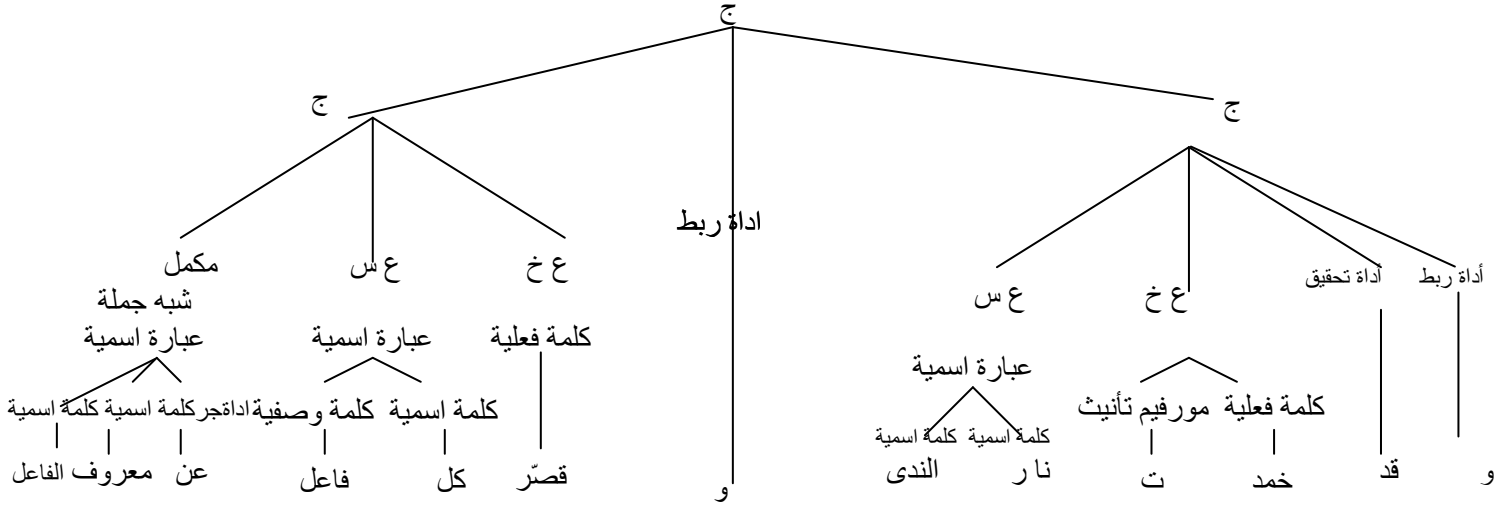 ج
ج ج
اداة ربط
أداة ربط أداة تحقيق ع خ ع س
ع خ ع س مكمل
شبه جملة
كلمة فعلية عبارة اسمية عبارة اسمية
عبارة اسمية
كلمة فعلية مورفيم تأنيث كلمة اسمية كلمة وصفية اداةجر كلمة اسمية كلمة اسمية
كلمة اسمية كلمة اسمية
و قد خمد ت نا ر الندى و قصّر كل فاعل عن معروف الفاعل